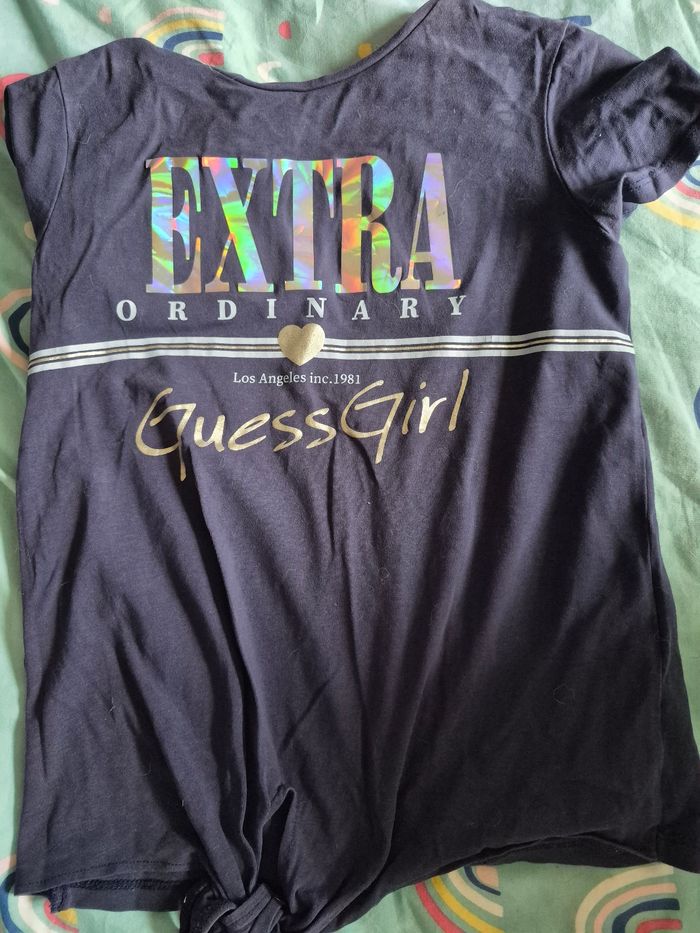 EXTRA
ORDINARY
Los Angeles inc.1981
GuessGirl